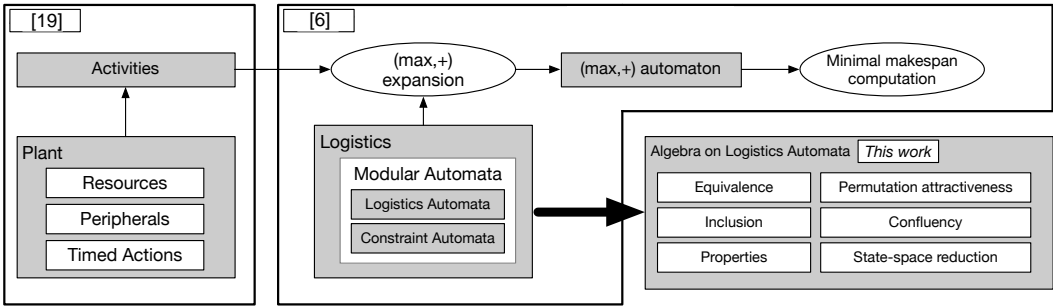 [19]
Activities
Plant
Resources
Peripherals
Timed Actions
[6]
(max,+)
expansion
(max,+) automaton
Minimal makespan
computation
Logistics
Modular Automata
Logistics Automata
Constraint Automata
Algebra on Logistics Automata
This work
Equivalence
Permutation attractiveness
Inclusion
Confluency
Properties
State-space reduction